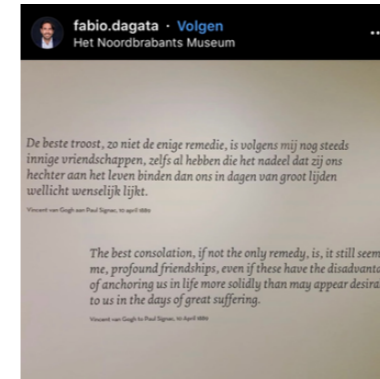 fabio.dagata · Volgen
Het Noordbrabants Museum
De beste troost, zo niet de enige remedie, is volgens mij nog steeds
innige vriendschappen, zelfs al hebben die het nadeel dat zij ons
hechter aan het leven binden dan ons in dagen van groot lijden
wellicht wenselijk lijkt.
Vincent van Gogh aan Paul Signac, 10 april 1889
The best consolation, if not the only remedy, is, it still seem
me, profound friendships, even if these have the disadvanta
of anchoring us in life more solidly than may appear desira
to us in the days of great suffering.
Vincent van Gogh to Paul Signac, 10 April 1889